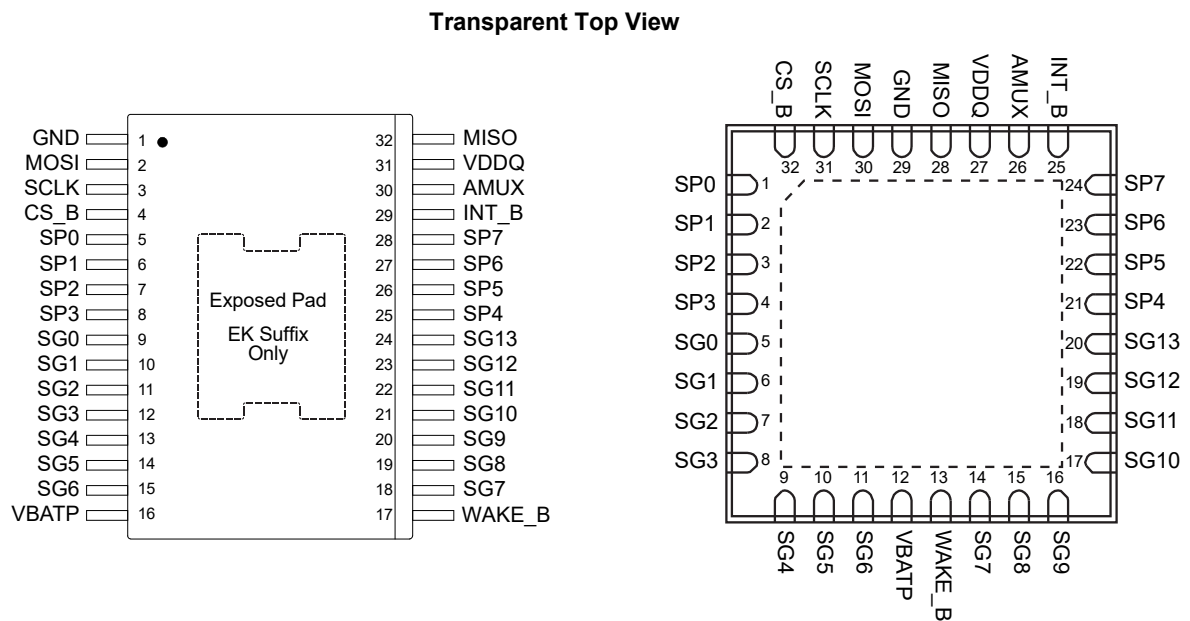 Transparent Top View
GND 1
MOSI 2
SCLK 3
CS_B 4
SP0 5
SP1 6
SP2 7
SP3 8
SG0 9
SG1 10
SG2 11
SG3 12
SG4 13
SG5 14
SG6 15
VBATP 16
Exposed Pad
EK Suffix
Only
32 MISO
31 VDDQ
30 AMUX
29 INT_B
28 SP7
27 SP6
26 SP5
25 SP4
24 SG13
23 SG12
22 SG11
21 SG10
20 SG9
19 SG8
18 SG7
17 WAKE_B
CS_B SCLK MOSI GND MISO VDDQ AMUX INT_B
32 31 30 29 28 27 26 25
SP0 1
SP1 2
SP2 3
SP3 4
SG0 5
SG1 6
SG2 7
SG3 8
24 SP7
23 SP6
22 SP5
21 SP4
20 SG13
19 SG12
18 SG11
17 SG10
9 10 11 12 13 14 15 16
SG4 SG5 SG6 VBATP WAKE_B SG7 SG8 SG9